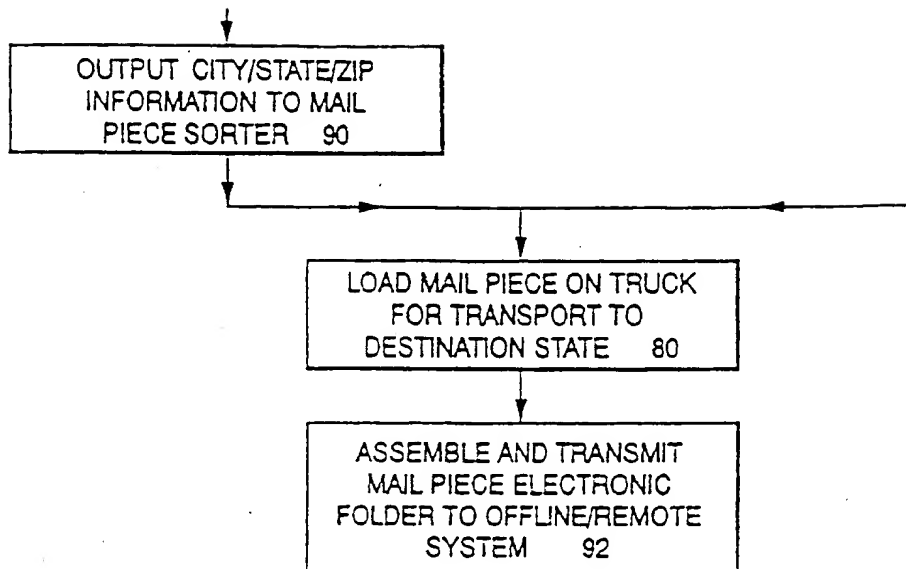 OUTPUT CITY/STATE/ZIP
INFORMATION TO MAIL
PIECE SORTER 90
LOAD MAIL PIECE ON TRUCK
FOR TRANSPORT TO
DESTINATION STATE 80
ASSEMBLE AND TRANSMIT
MAIL PIECE ELECTRONIC
FOLDER TO OFFLINE/REMOTE
SYSTEM 92